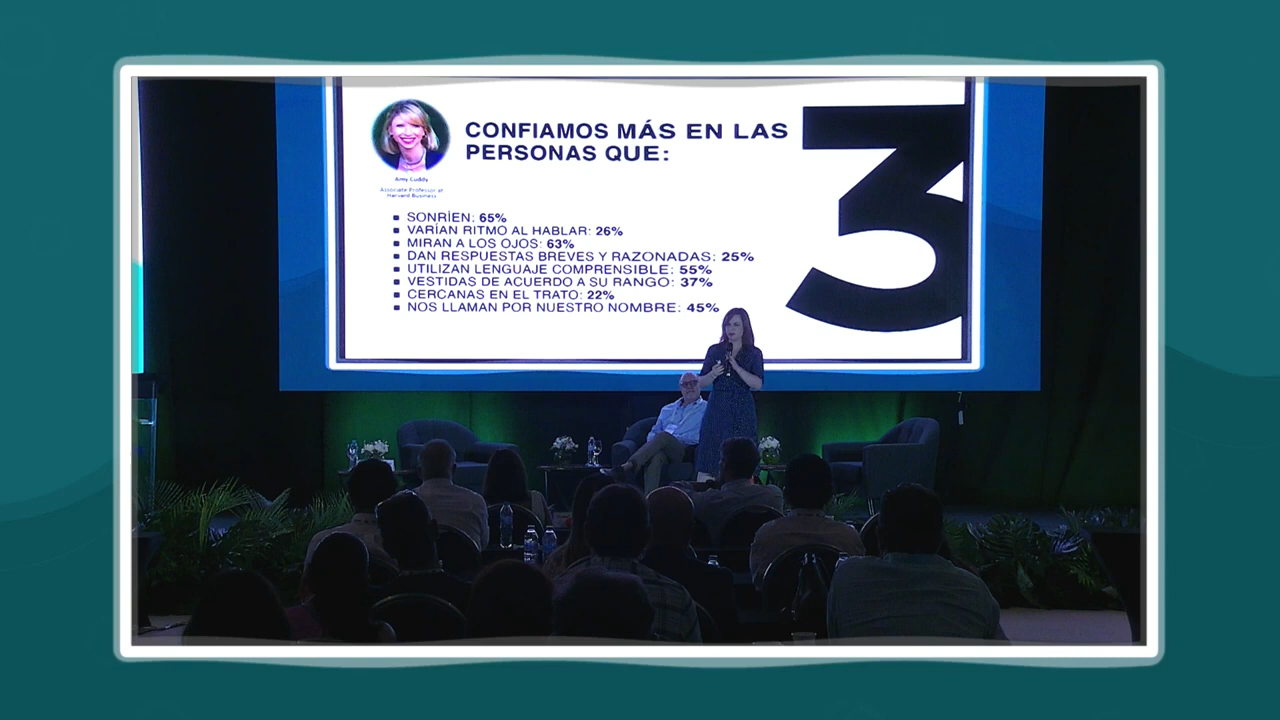 CONFIAMOS MÁS EN LAS
PERSONAS QUE:
3
Amy Cuddy
Associate Professor at
Harvard Business
SONRÍEN: 65%
VARÍAN RITMO AL HABLAR: 26%
MIRAN A LOS OJOS: 63%
DAN RESPUESTAS BREVES Y RAZONADAS: 25%
UTILIZAN LENGUAJE COMPRENSIBLE: 55%
VESTIDAS DE ACUERDO A SU RANGO: 37%
CERCANAS EN EL TRATO: 22%
NOS LLAMAN POR NUESTRO NOMBRE: 45%